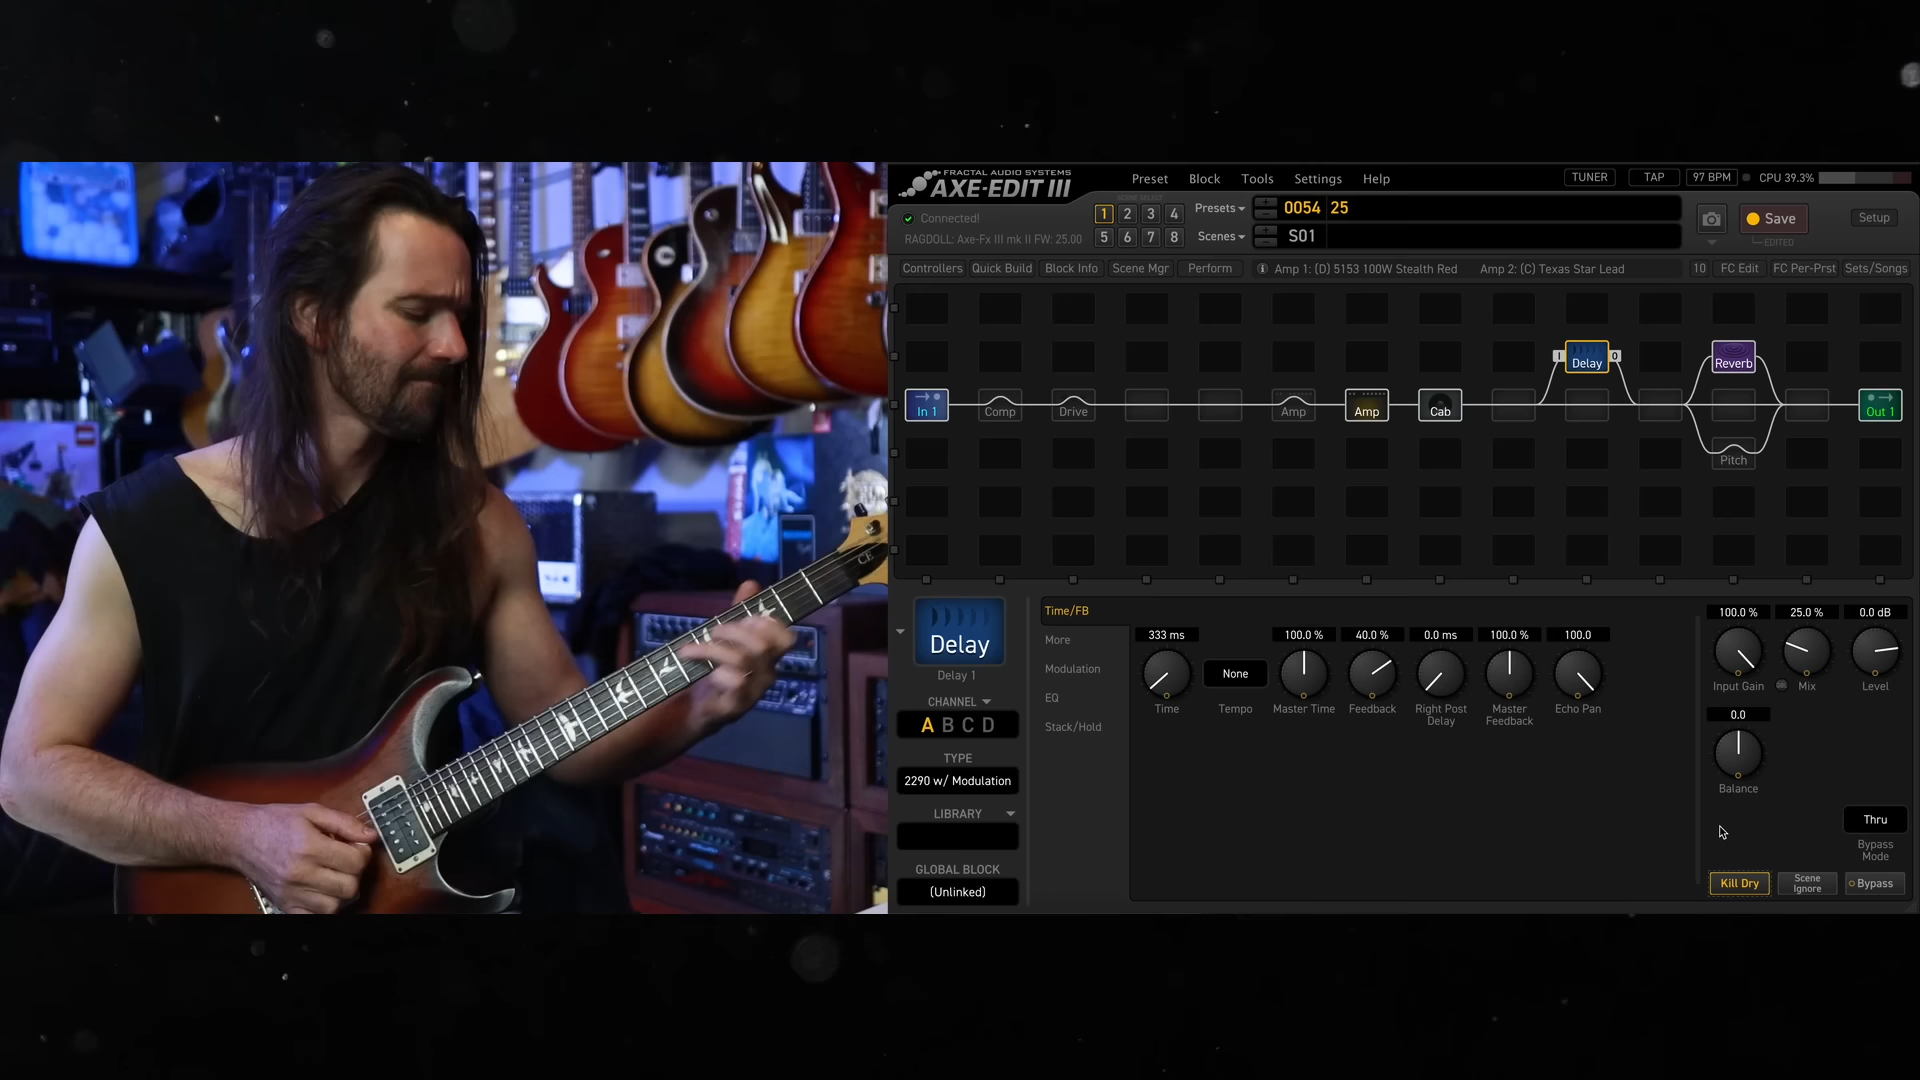 FRACTAL AUDIO SYSTEMS
AXE-EDIT III
Preset Block Tools Settings Help
TUNER TAP 97 BPM CPU 39.3%
SCENE SELECT
Connected!
RAGDOLL: Axe-Fx III mk II FW: 25.00
1 2 3 4
5 6 7 8
Presets 0054 25
Scenes S01
Save
EDITED
Setup
Controllers Quick Build Block Info Scene Mgr Perform
Amp 1: (D) 5153 100W Stealth Red Amp 2: (C) Texas Star Lead
10 FC Edit FC Per-Prst Sets/Songs
I Delay O
Reverb
In 1 Comp Drive Amp Amp Cab Out 1
Pitch
Delay
Delay 1
CHANNEL
A B C D
TYPE
2290 w/ Modulation
LIBRARY
GLOBAL BLOCK
(Unlinked)
Time/FB
More
Modulation
EQ
Stack/Hold
333 ms 100.0 % 40.0 % 0.0 ms 100.0 % 100.0
None
Time Tempo Master Time Feedback Right Post Delay Master Feedback Echo Pan
100.0 % 25.0 % 0.0 dB
Input Gain Mix Level
0.0
Balance
Thru
Bypass Mode
Kill Dry Scene Ignore Bypass
CE